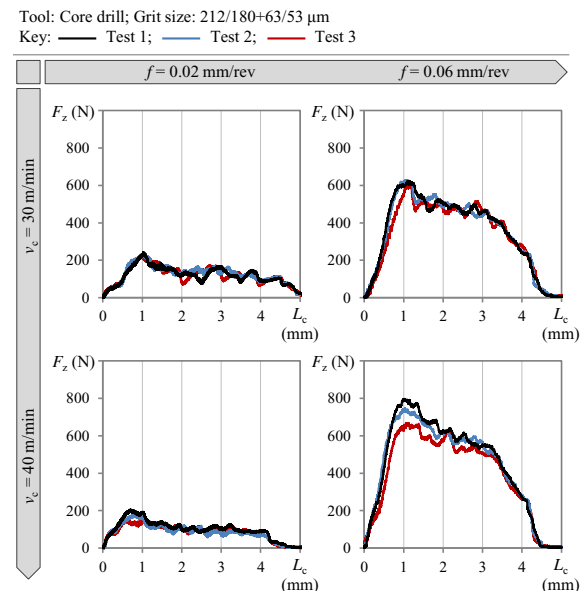 Tool: Core drill; Grit size: 212/180+63/53 µm
Key: Test 1; Test 2; Test 3
f = 0.02 mm/rev f = 0.06 mm/rev
v_c = 30 m/min
F_z (N) F_z (N)
800 800
600 600
400 400
200 200
0 0
0 1 2 3 4 L_c 0 1 2 3 4 L_c
(mm) (mm)
v_c = 40 m/min
F_z (N) F_z (N)
800 800
600 600
400 400
200 200
0 0
0 1 2 3 4 L_c 0 1 2 3 4 L_c
(mm) (mm)